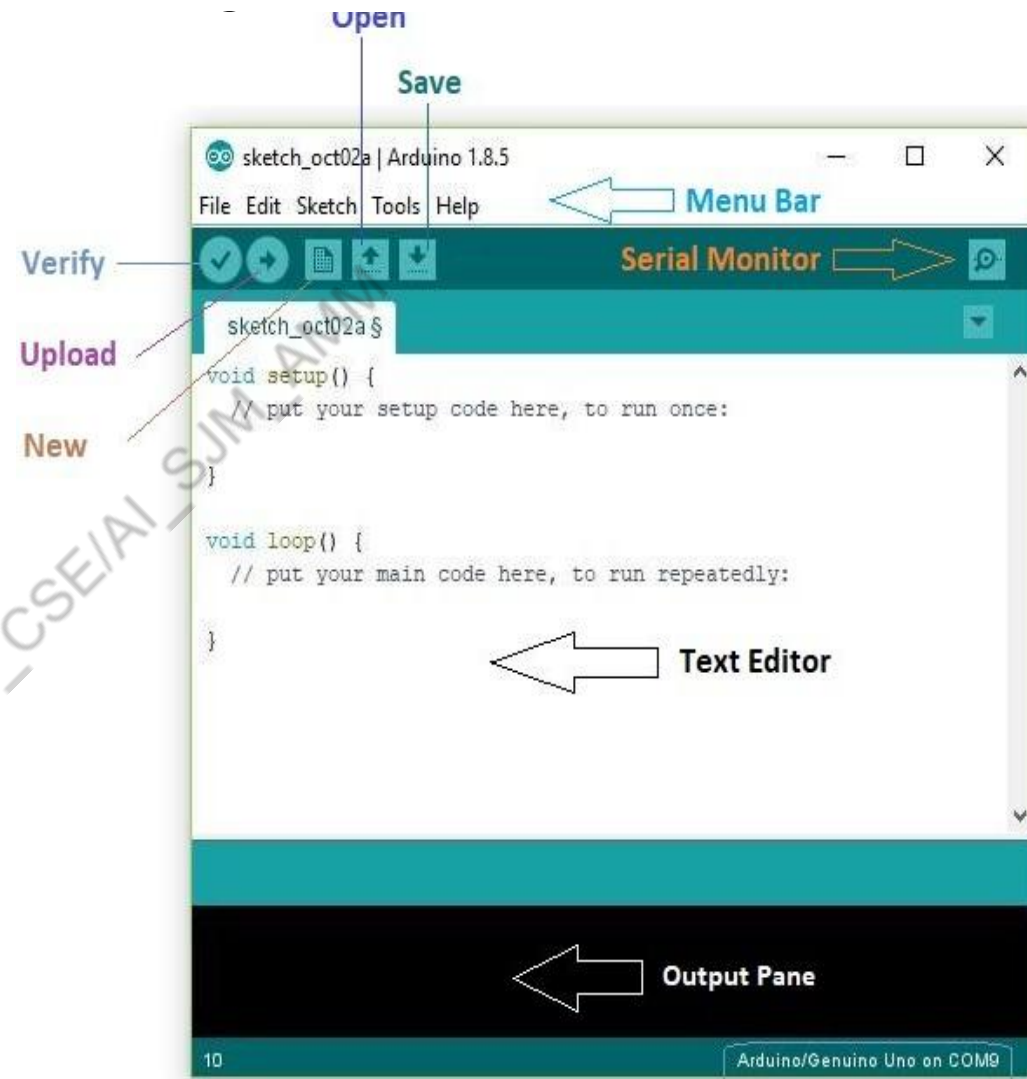 Open
Save
sketch_oct02a | Arduino 1.8.5
File Edit Sketch Tools Help
Menu Bar
Verify
Serial Monitor
sketch_oct02a §
Upload
void setup() {
// put your setup code here, to run once:
New
}
void loop() {
// put your main code here, to run repeatedly:
}
Text Editor
Output Pane
10
Arduino/Genuino Uno on COM9
_CSE/AI_SJM_AMM